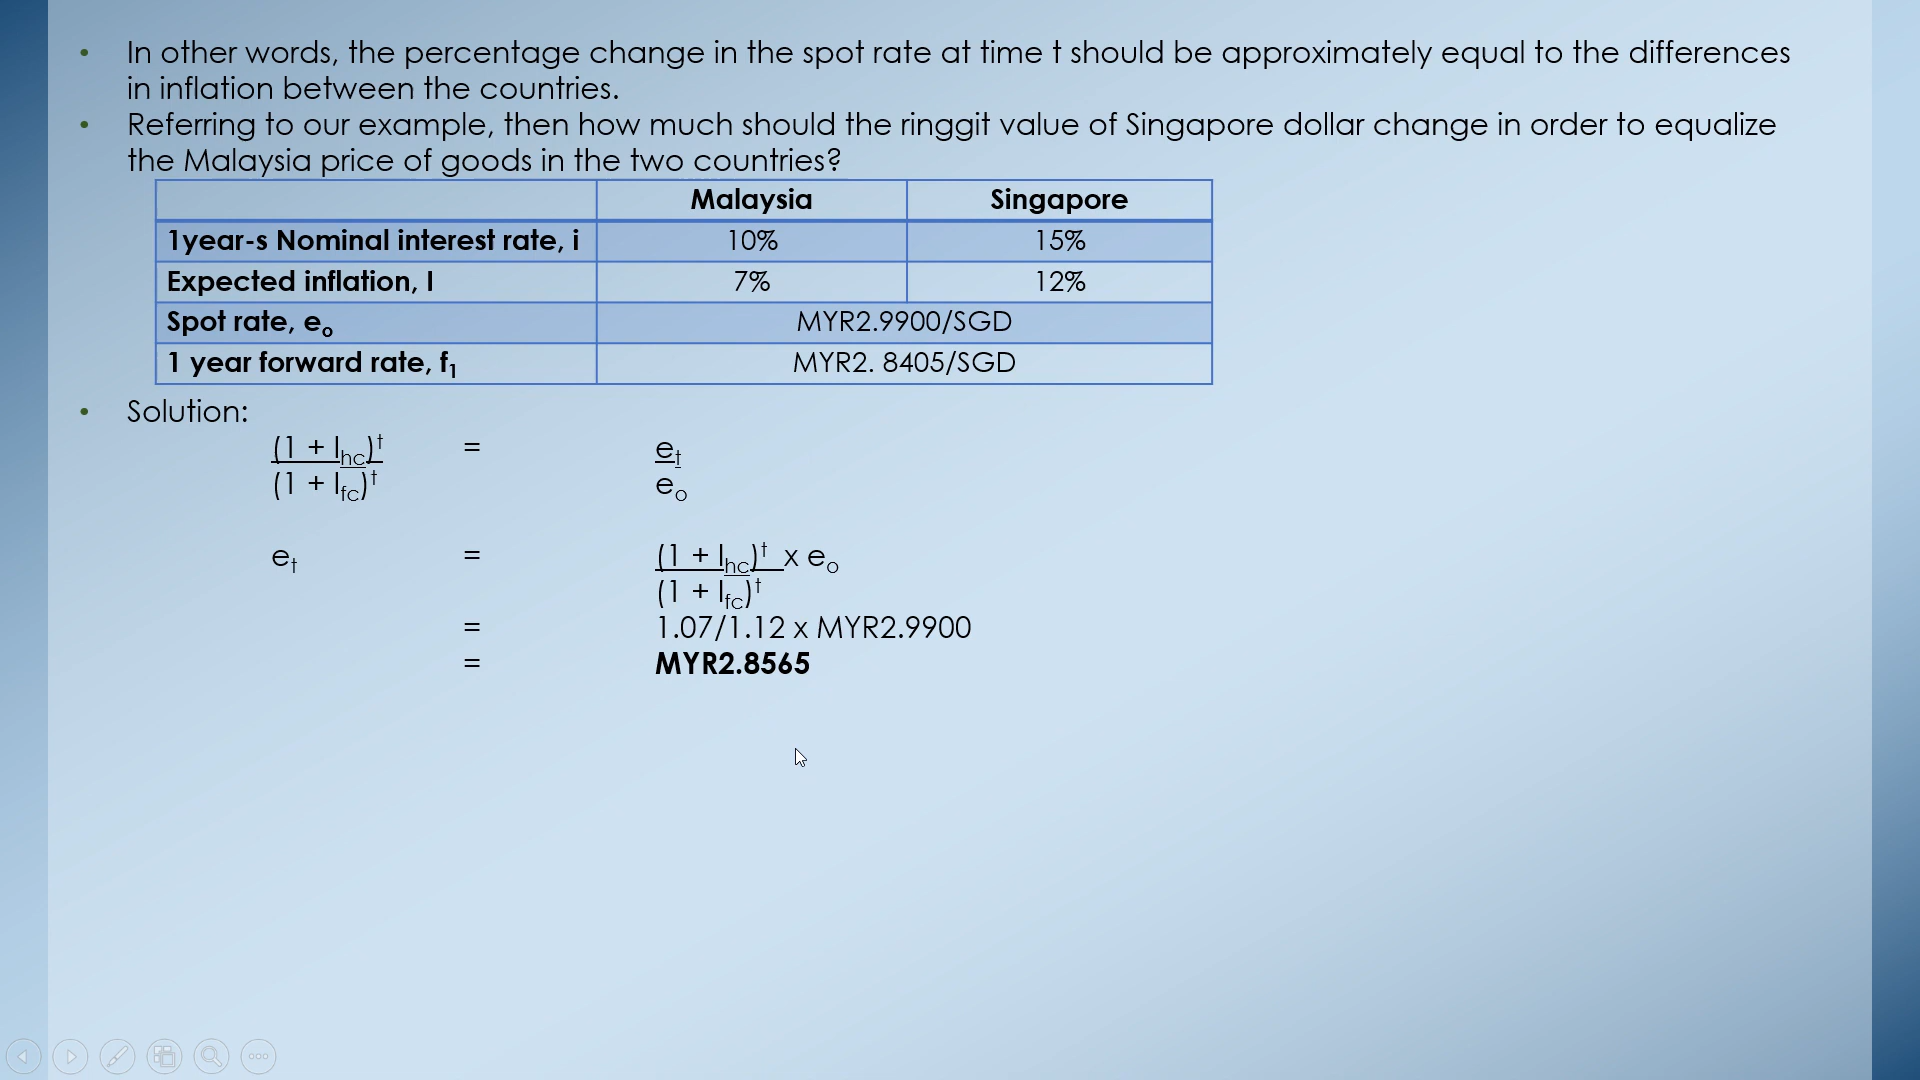 • In other words, the percentage change in the spot rate at time t should be approximately equal to the differences
in inflation between the countries.
• Referring to our example, then how much should the ringgit value of Singapore dollar change in order to equalize
the Malaysia price of goods in the two countries?
Malaysia Singapore
1year-s Nominal interest rate, i 10% 15%
Expected inflation, I 7% 12%
Spot rate, eo MYR2.9900/SGD
1 year forward rate, f1 MYR2. 8405/SGD
• Solution:
(1 + Ihc)t = et
(1 + Ifc)t eo
et = (1 + Ihc)t x eo
(1 + Ifc)t
= 1.07/1.12 x MYR2.9900
= MYR2.8565